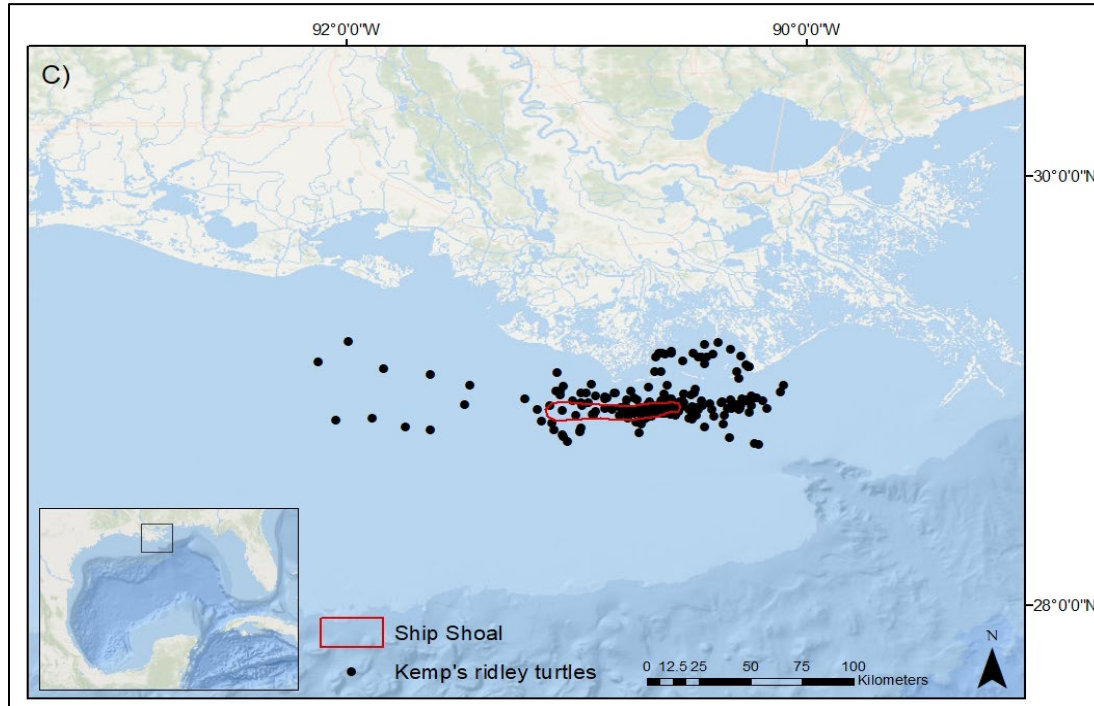 92°0'0"W
90°0'0"W
C)
30°0'0"N
28°0'0"N
Ship Shoal
Kemp's ridley turtles
0 12.5 25 50 75 100
Kilometers
N